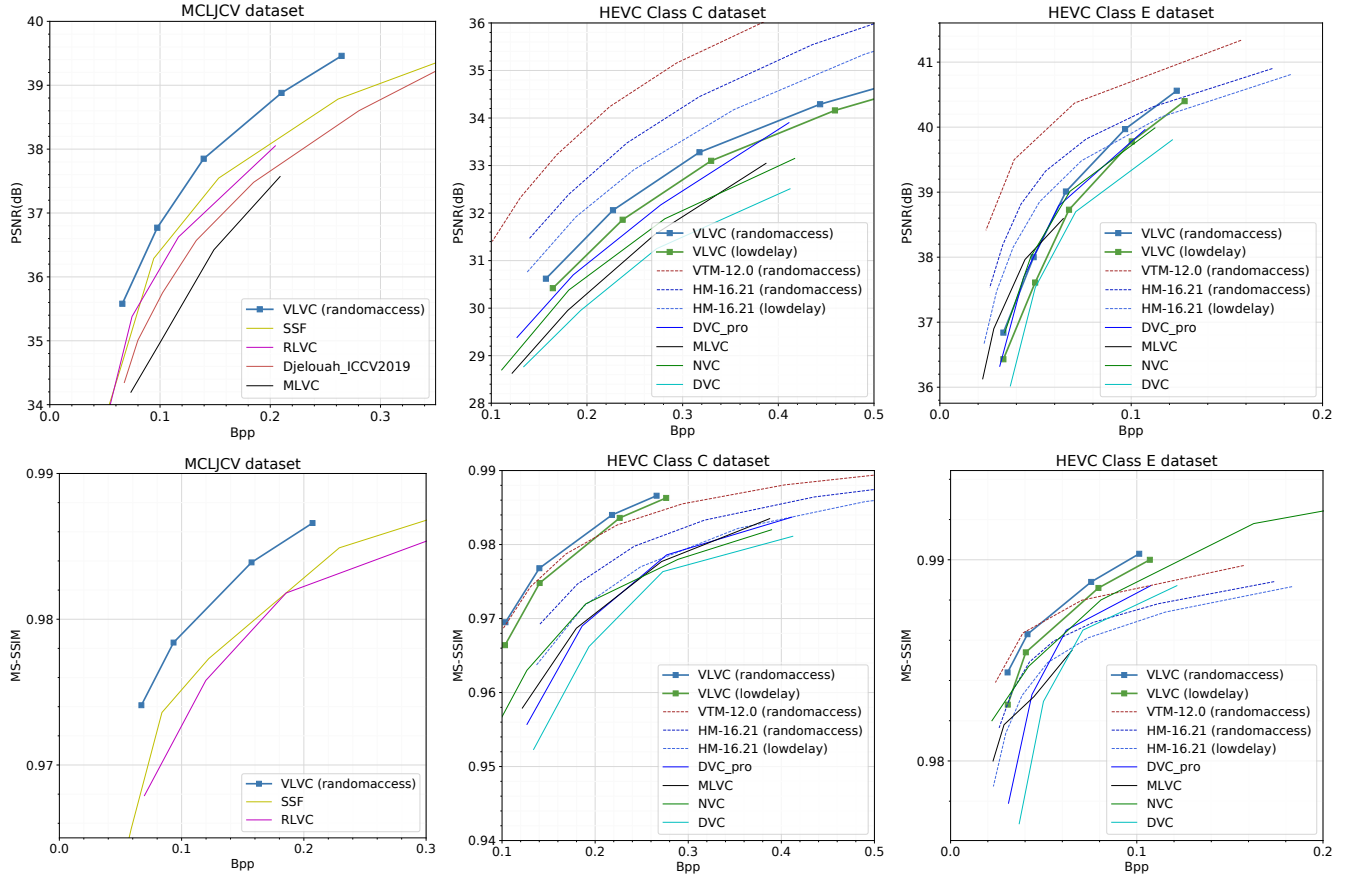 MCLJCV dataset
40
39
38
37
36
35
34
PSNR(dB)
0.0
0.1
0.2
0.3
Bpp
VLVC (randomaccess)
SSF
RLVC
Djelouah_ICCV2019
MLVC
HEVC Class C dataset
36
35
34
33
32
31
30
29
28
PSNR(dB)
0.1
0.2
0.3
0.4
0.5
Bpp
VLVC (randomaccess)
VLVC (lowdelay)
VTM-12.0 (randomaccess)
HM-16.21 (randomaccess)
HM-16.21 (lowdelay)
DVC_pro
MLVC
NVC
DVC
HEVC Class E dataset
41
40
39
38
37
36
PSNR(dB)
0.0
0.1
0.2
Bpp
VLVC (randomaccess)
VLVC (lowdelay)
VTM-12.0 (randomaccess)
HM-16.21 (randomaccess)
HM-16.21 (lowdelay)
DVC_pro
MLVC
NVC
DVC
MCLJCV dataset
0.99
0.98
0.97
MS-SSIM
0.0
0.1
0.2
0.3
Bpp
VLVC (randomaccess)
SSF
RLVC
HEVC Class C dataset
0.99
0.98
0.97
0.96
0.95
0.94
MS-SSIM
0.1
0.2
0.3
0.4
0.5
Bpp
VLVC (randomaccess)
VLVC (lowdelay)
VTM-12.0 (randomaccess)
HM-16.21 (randomaccess)
HM-16.21 (lowdelay)
DVC_pro
MLVC
NVC
DVC
HEVC Class E dataset
0.99
0.98
MS-SSIM
0.0
0.1
0.2
Bpp
VLVC (randomaccess)
VLVC (lowdelay)
VTM-12.0 (randomaccess)
HM-16.21 (randomaccess)
HM-16.21 (lowdelay)
DVC_pro
MLVC
NVC
DVC